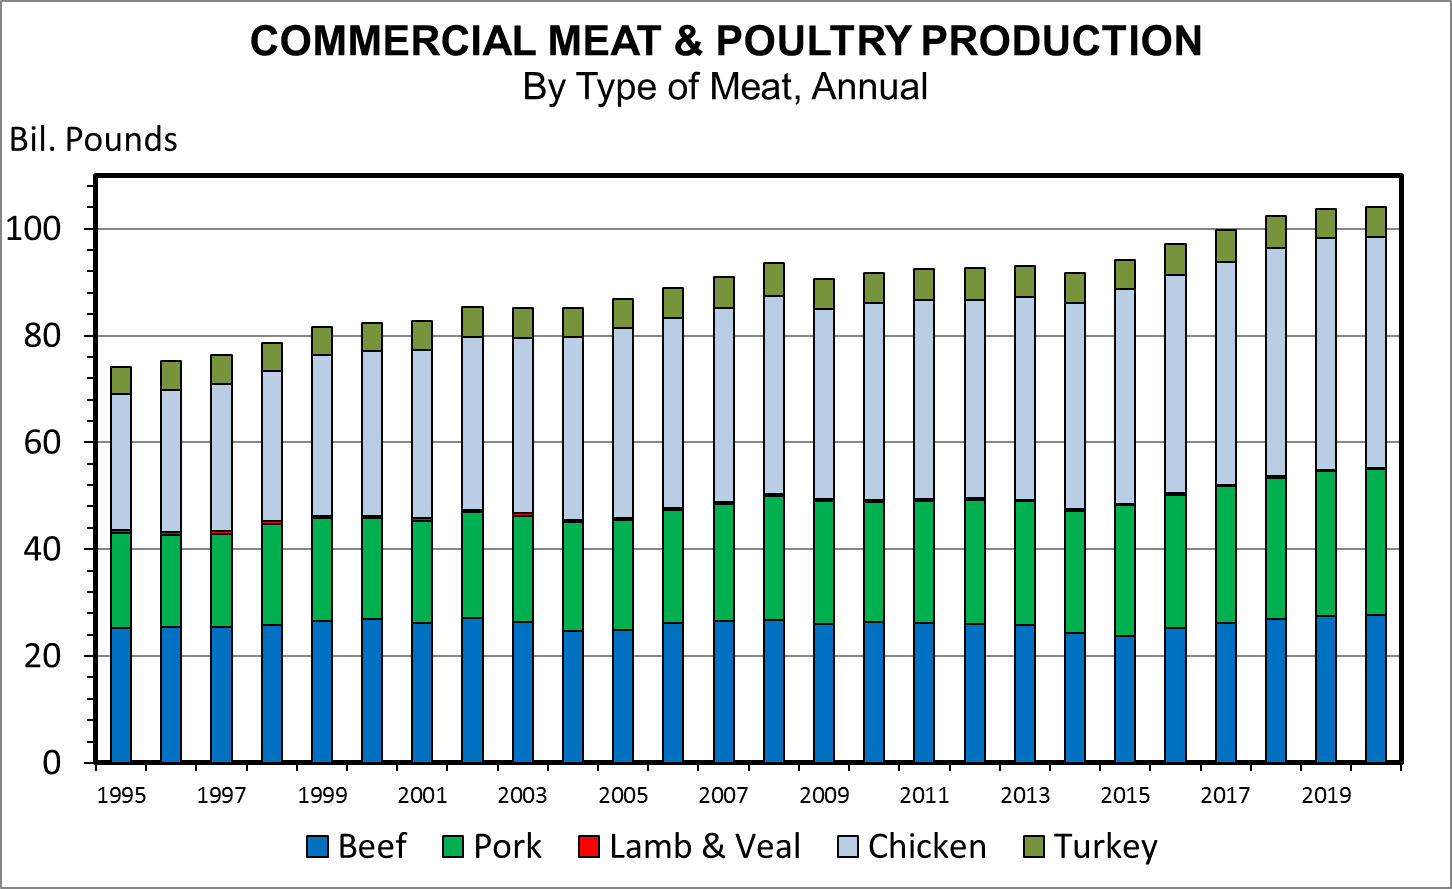 COMMERCIAL MEAT & POULTRY PRODUCTION
By Type of Meat, Annual
Bil. Pounds
100
80
60
40
20
0
1995 1997 1999 2001 2003 2005 2007 2009 2011 2013 2015 2017 2019
Beef Pork Lamb & Veal Chicken Turkey